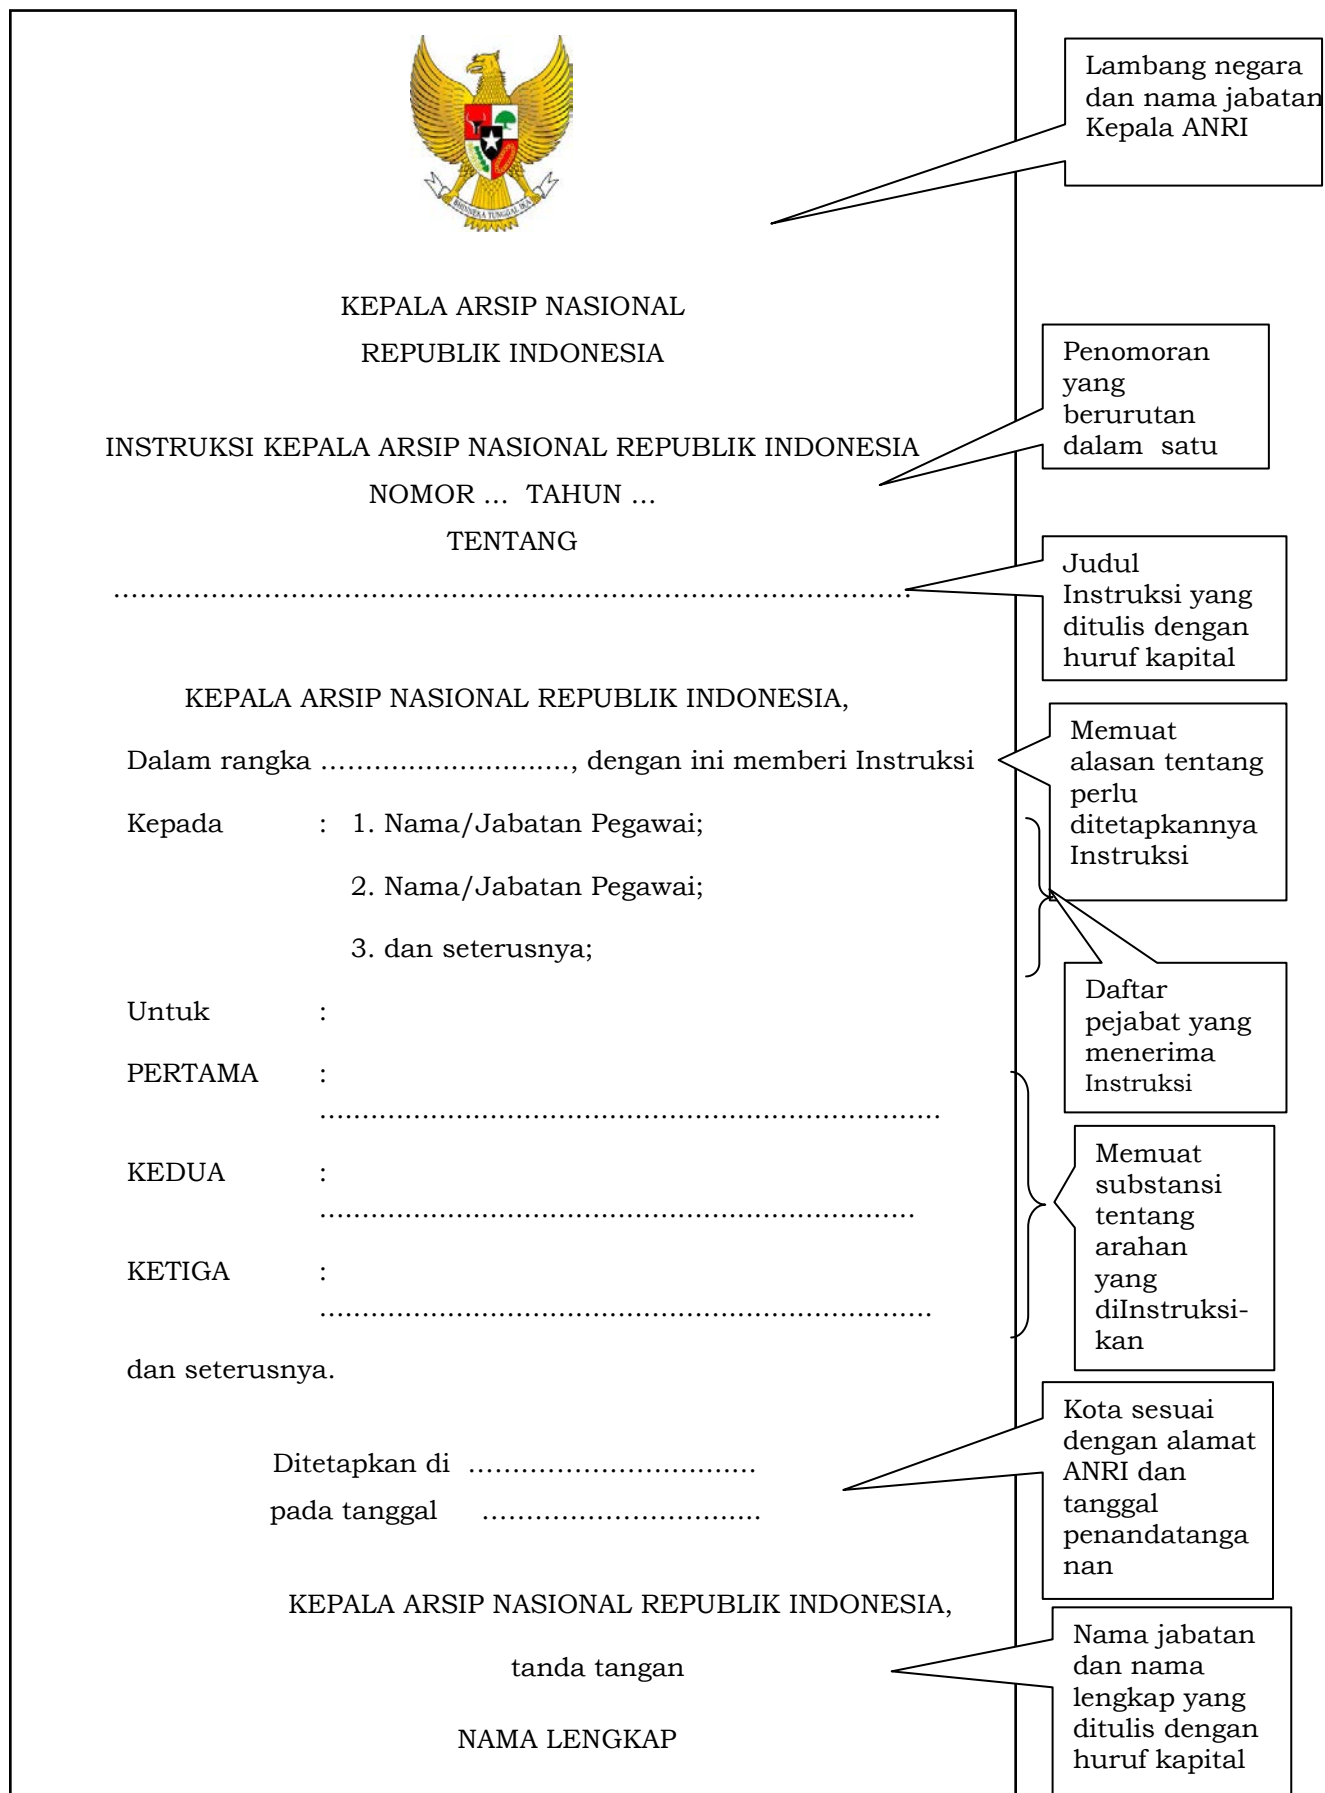 BHINNEKA TUNGGAL IKA
KEPALA ARSIP NASIONAL
REPUBLIK INDONESIA
INSTRUKSI KEPALA ARSIP NASIONAL REPUBLIK INDONESIA
NOMOR ...  TAHUN ...
TENTANG
..........................................................................................
KEPALA ARSIP NASIONAL REPUBLIK INDONESIA,
Dalam rangka ............................, dengan ini memberi Instruksi
Kepada : 1. Nama/Jabatan Pegawai;
2. Nama/Jabatan Pegawai;
3. dan seterusnya;
Untuk :
PERTAMA :
.......................................................................
KEDUA :
....................................................................
KETIGA :
......................................................................
dan seterusnya.
Ditetapkan di .................................
pada tanggal ................................
KEPALA ARSIP NASIONAL REPUBLIK INDONESIA,
tanda tangan
NAMA LENGKAP
Lambang negara
dan nama jabatan
Kepala ANRI
Penomoran
yang
berurutan
dalam  satu
Judul
Instruksi yang
ditulis dengan
huruf kapital
Memuat
alasan tentang
perlu
ditetapkannya
Instruksi
Daftar
pejabat yang
menerima
Instruksi
Memuat
substansi
tentang
arahan
yang
diInstruksi-
kan
Kota sesuai
dengan alamat
ANRI dan
tanggal
penandatanga
nan
Nama jabatan
dan nama
lengkap yang
ditulis dengan
huruf kapital